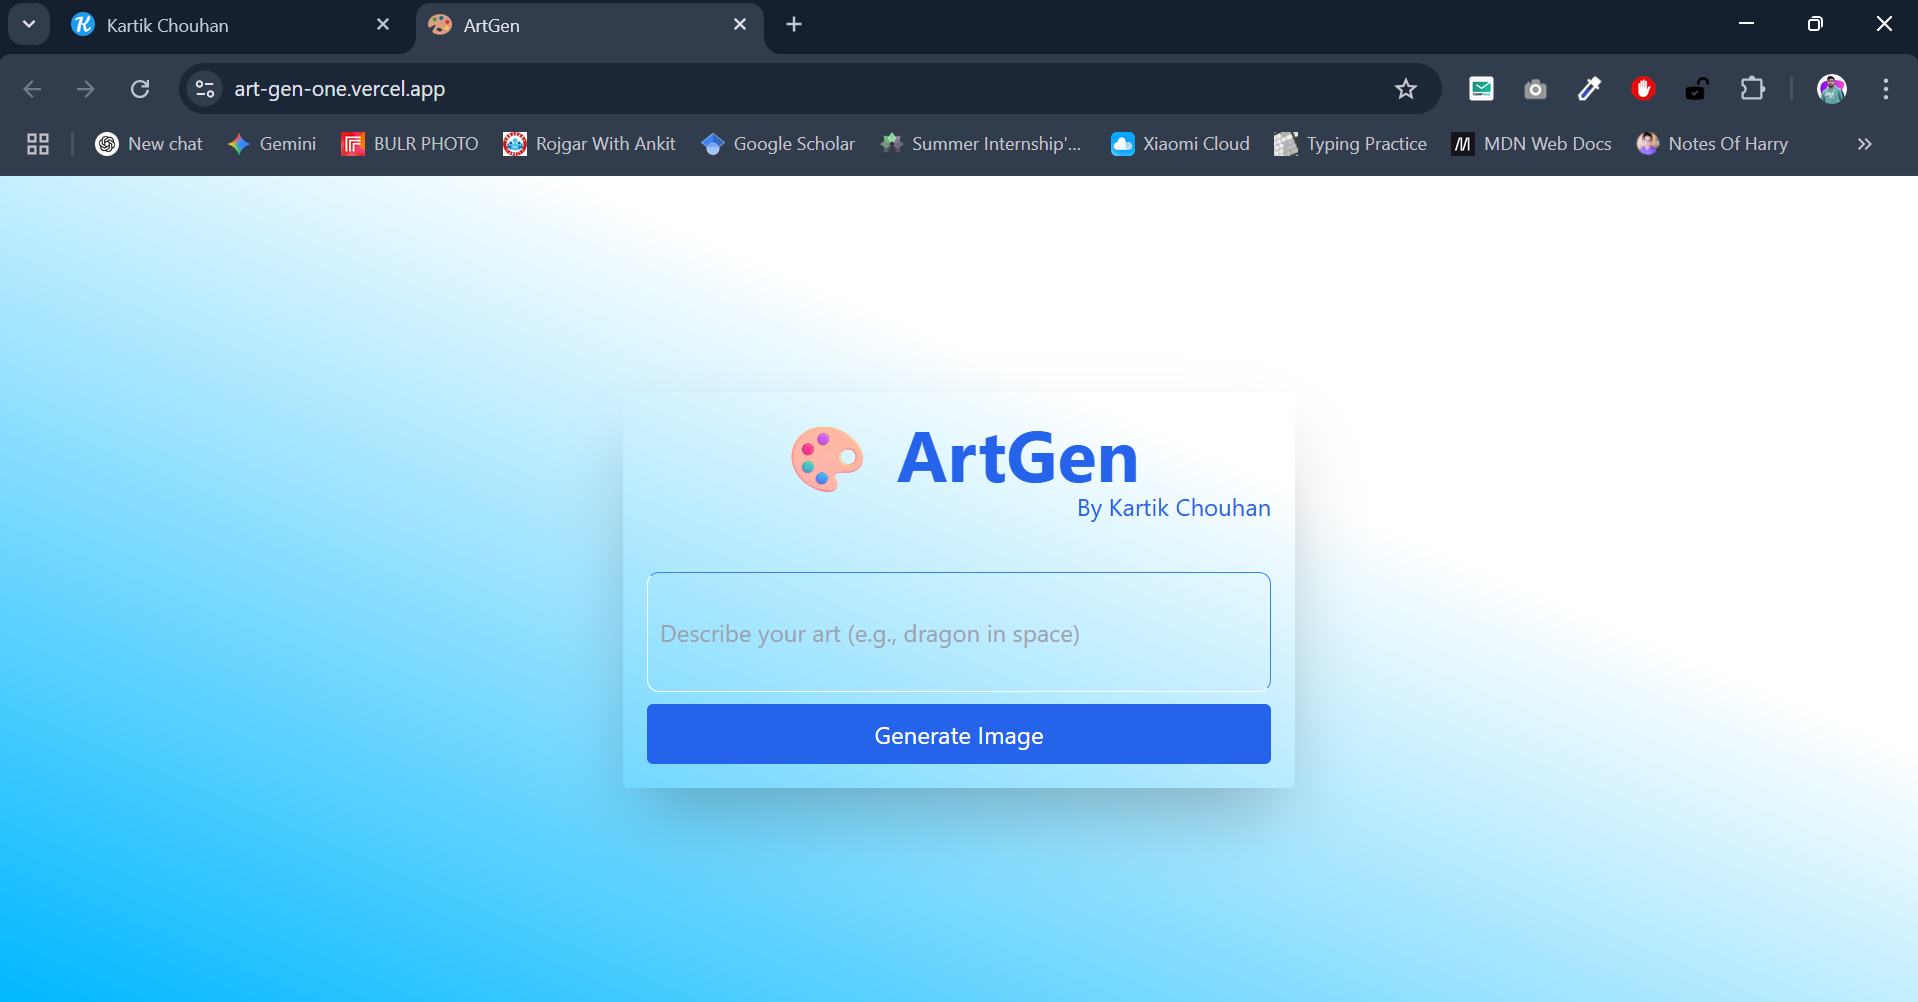 Kartik Chouhan
ArtGen
art-gen-one.vercel.app
New chat
Gemini
BULR PHOTO
Rojgar With Ankit
Google Scholar
Summer Internship'...
Xiaomi Cloud
Typing Practice
MDN Web Docs
Notes Of Harry
ArtGen
By Kartik Chouhan
Describe your art (e.g., dragon in space)
Generate Image